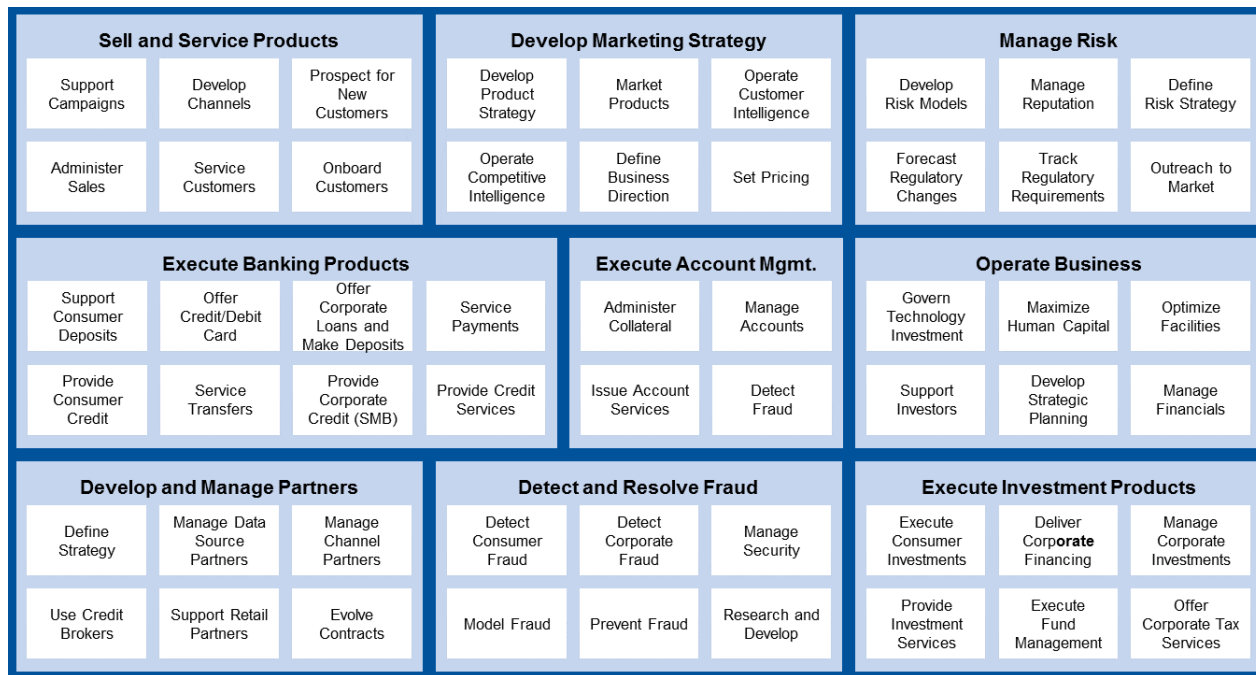 Sell and Service Products
Support
Campaigns
Develop
Channels
Prospect for
New
Customers
Administer
Sales
Service
Customers
Onboard
Customers
Develop Marketing Strategy
Develop
Product
Strategy
Market
Products
Operate
Customer
Intelligence
Operate
Competitive
Intelligence
Define
Business
Direction
Set Pricing
Manage Risk
Develop
Risk Models
Manage
Reputation
Define
Risk Strategy
Forecast
Regulatory
Changes
Track
Regulatory
Requirements
Outreach to
Market
Execute Banking Products
Support
Consumer
Deposits
Offer
Credit/Debit
Card
Offer
Corporate
Loans and
Make Deposits
Service
Payments
Provide
Consumer
Credit
Service
Transfers
Provide
Corporate
Credit (SMB)
Provide Credit
Services
Execute Account Mgmt.
Administer
Collateral
Manage
Accounts
Issue Account
Services
Detect
Fraud
Operate Business
Govern
Technology
Investment
Maximize
Human Capital
Optimize
Facilities
Support
Investors
Develop
Strategic
Planning
Manage
Financials
Develop and Manage Partners
Define
Strategy
Manage Data
Source
Partners
Manage
Channel
Partners
Use Credit
Brokers
Support Retail
Partners
Evolve
Contracts
Detect and Resolve Fraud
Detect
Consumer
Fraud
Detect
Corporate
Fraud
Manage
Security
Model Fraud
Prevent Fraud
Research and
Develop
Execute Investment Products
Execute
Consumer
Investments
Deliver
Corporate
Financing
Manage
Corporate
Investments
Provide
Investment
Services
Execute
Fund
Management
Offer
Corporate Tax
Services